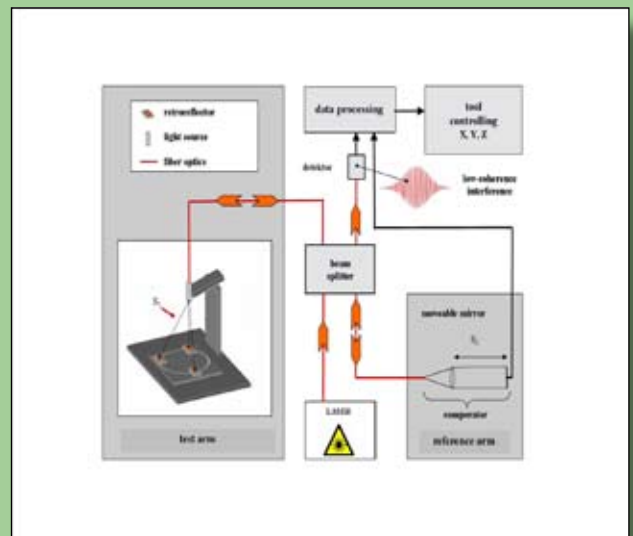 retroreflector
light source
fiber optics
test arm
data processing
tool
controlling
X, Y, Z
detector
low-coherence
interference
beam
splitter
LASER
moveable mirror
comperator
reference arm